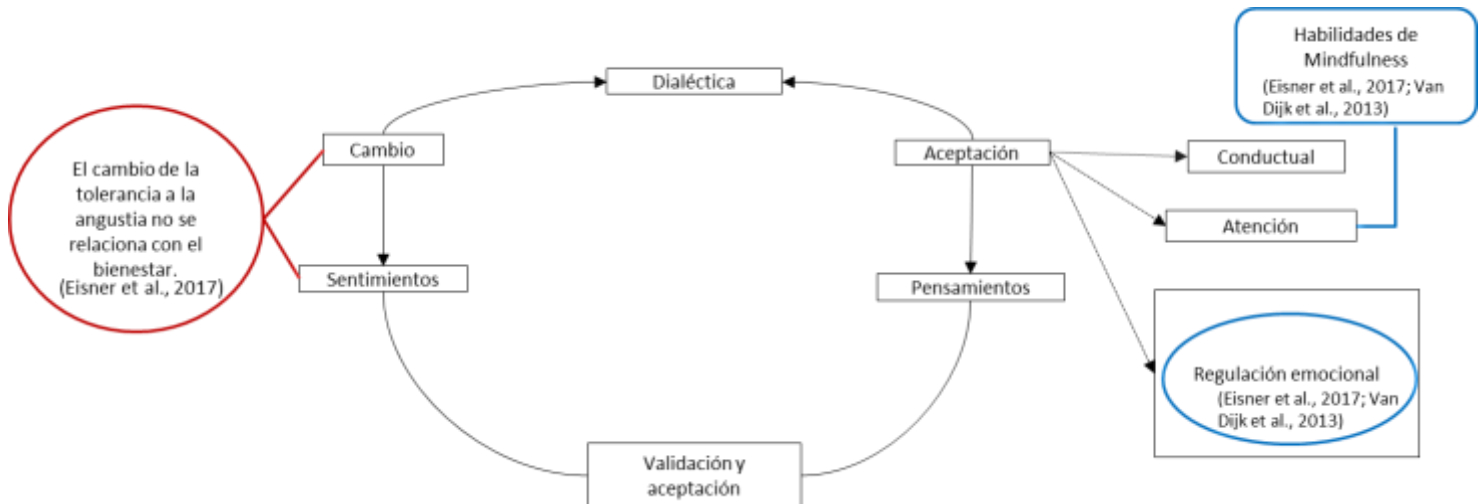 Dialéctica
Cambio
Sentimientos
El cambio de la
tolerancia a la
angustia no se
relaciona con el
bienestar.
(Eisner et al., 2017)
Aceptación
Pensamientos
Validación y
aceptación
Habilidades de
Mindfulness
(Eisner et al., 2017; Van
Dijk et al., 2013)
Conductual
Atención
Regulación emocional
(Eisner et al., 2017; Van
Dijk et al., 2013)